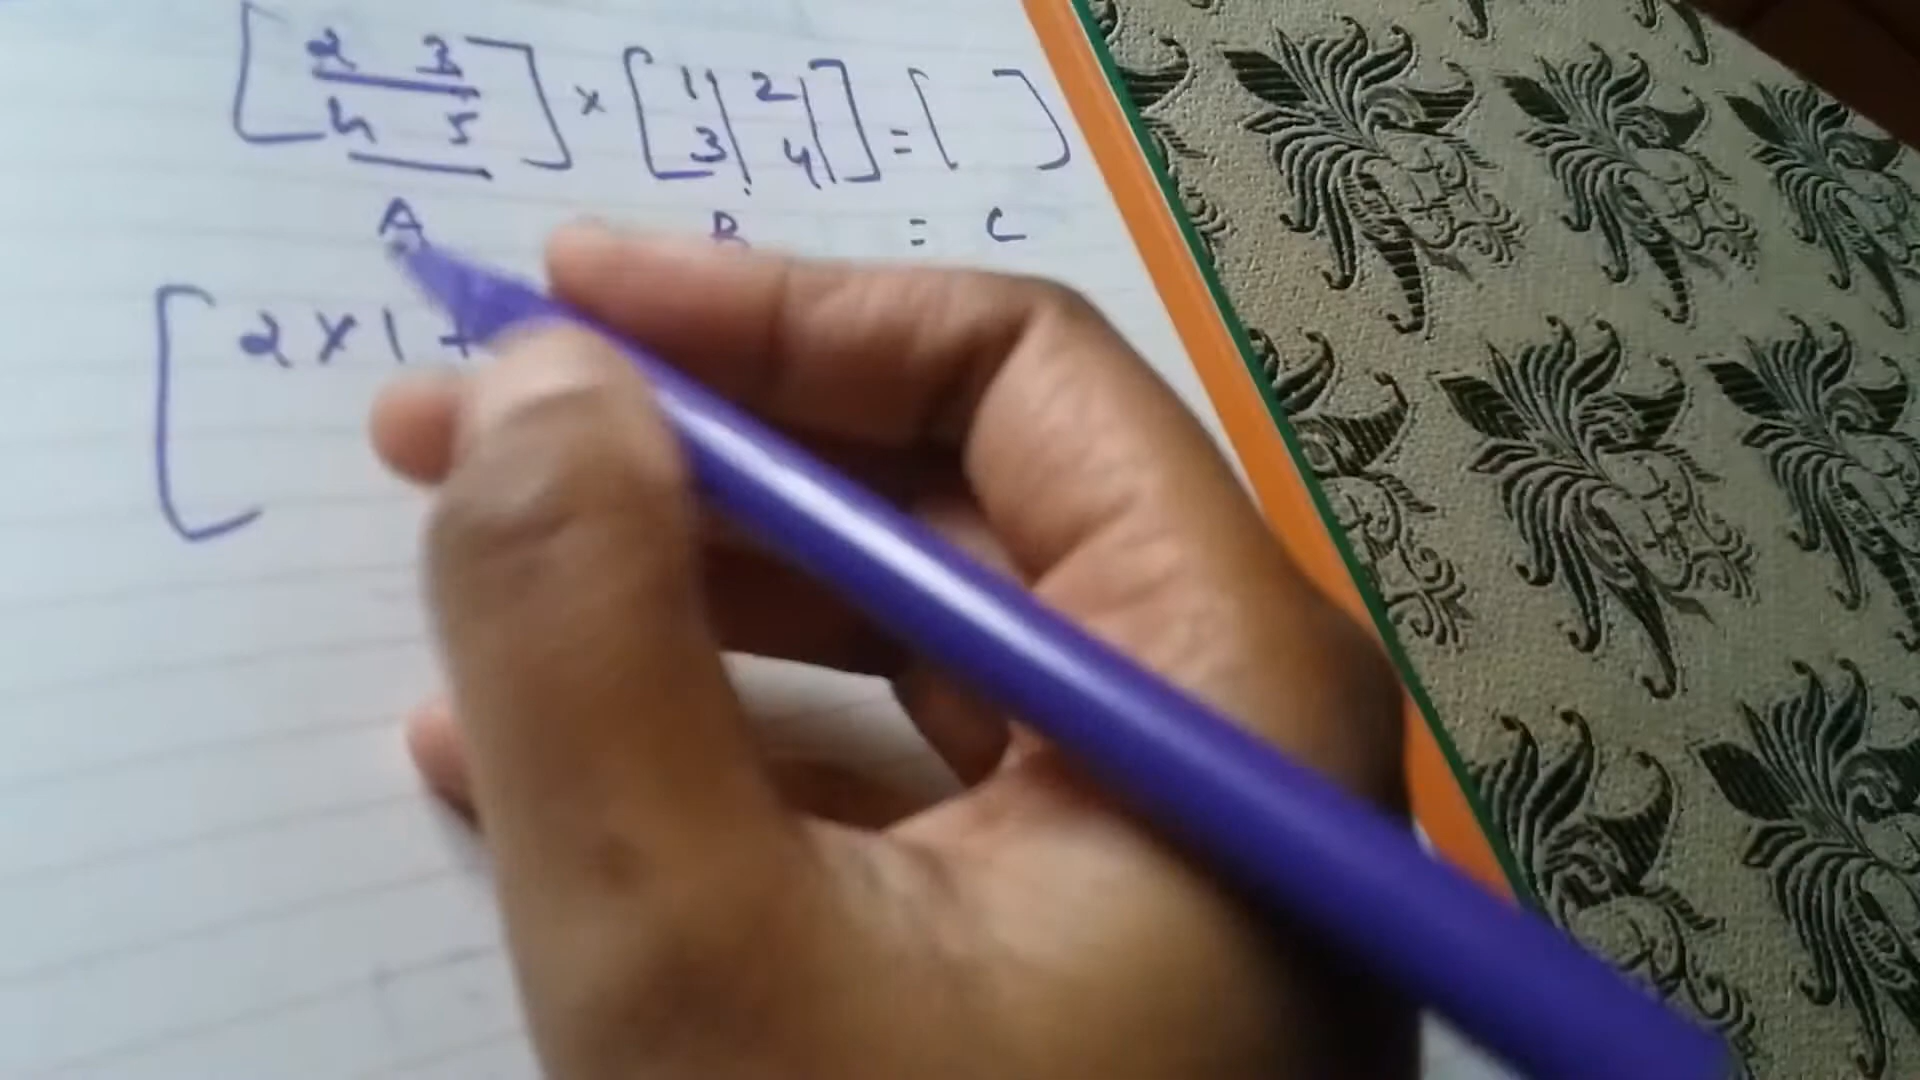 [ 2 3 ] × [ 1 2 ] = [ ]
4 5 3 4
A B = C
[ 2 × 1 +